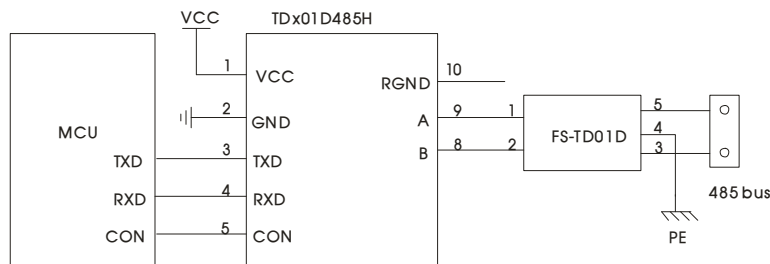 VCC TDx01D485H
1 VCC
RGND 10
2 GND
A 9 1 FS-TD01D 5
4
MCU
B 8 2 3
TXD 3 TXD
RXD 4 RXD
485 bus
CON 5 CON
PE